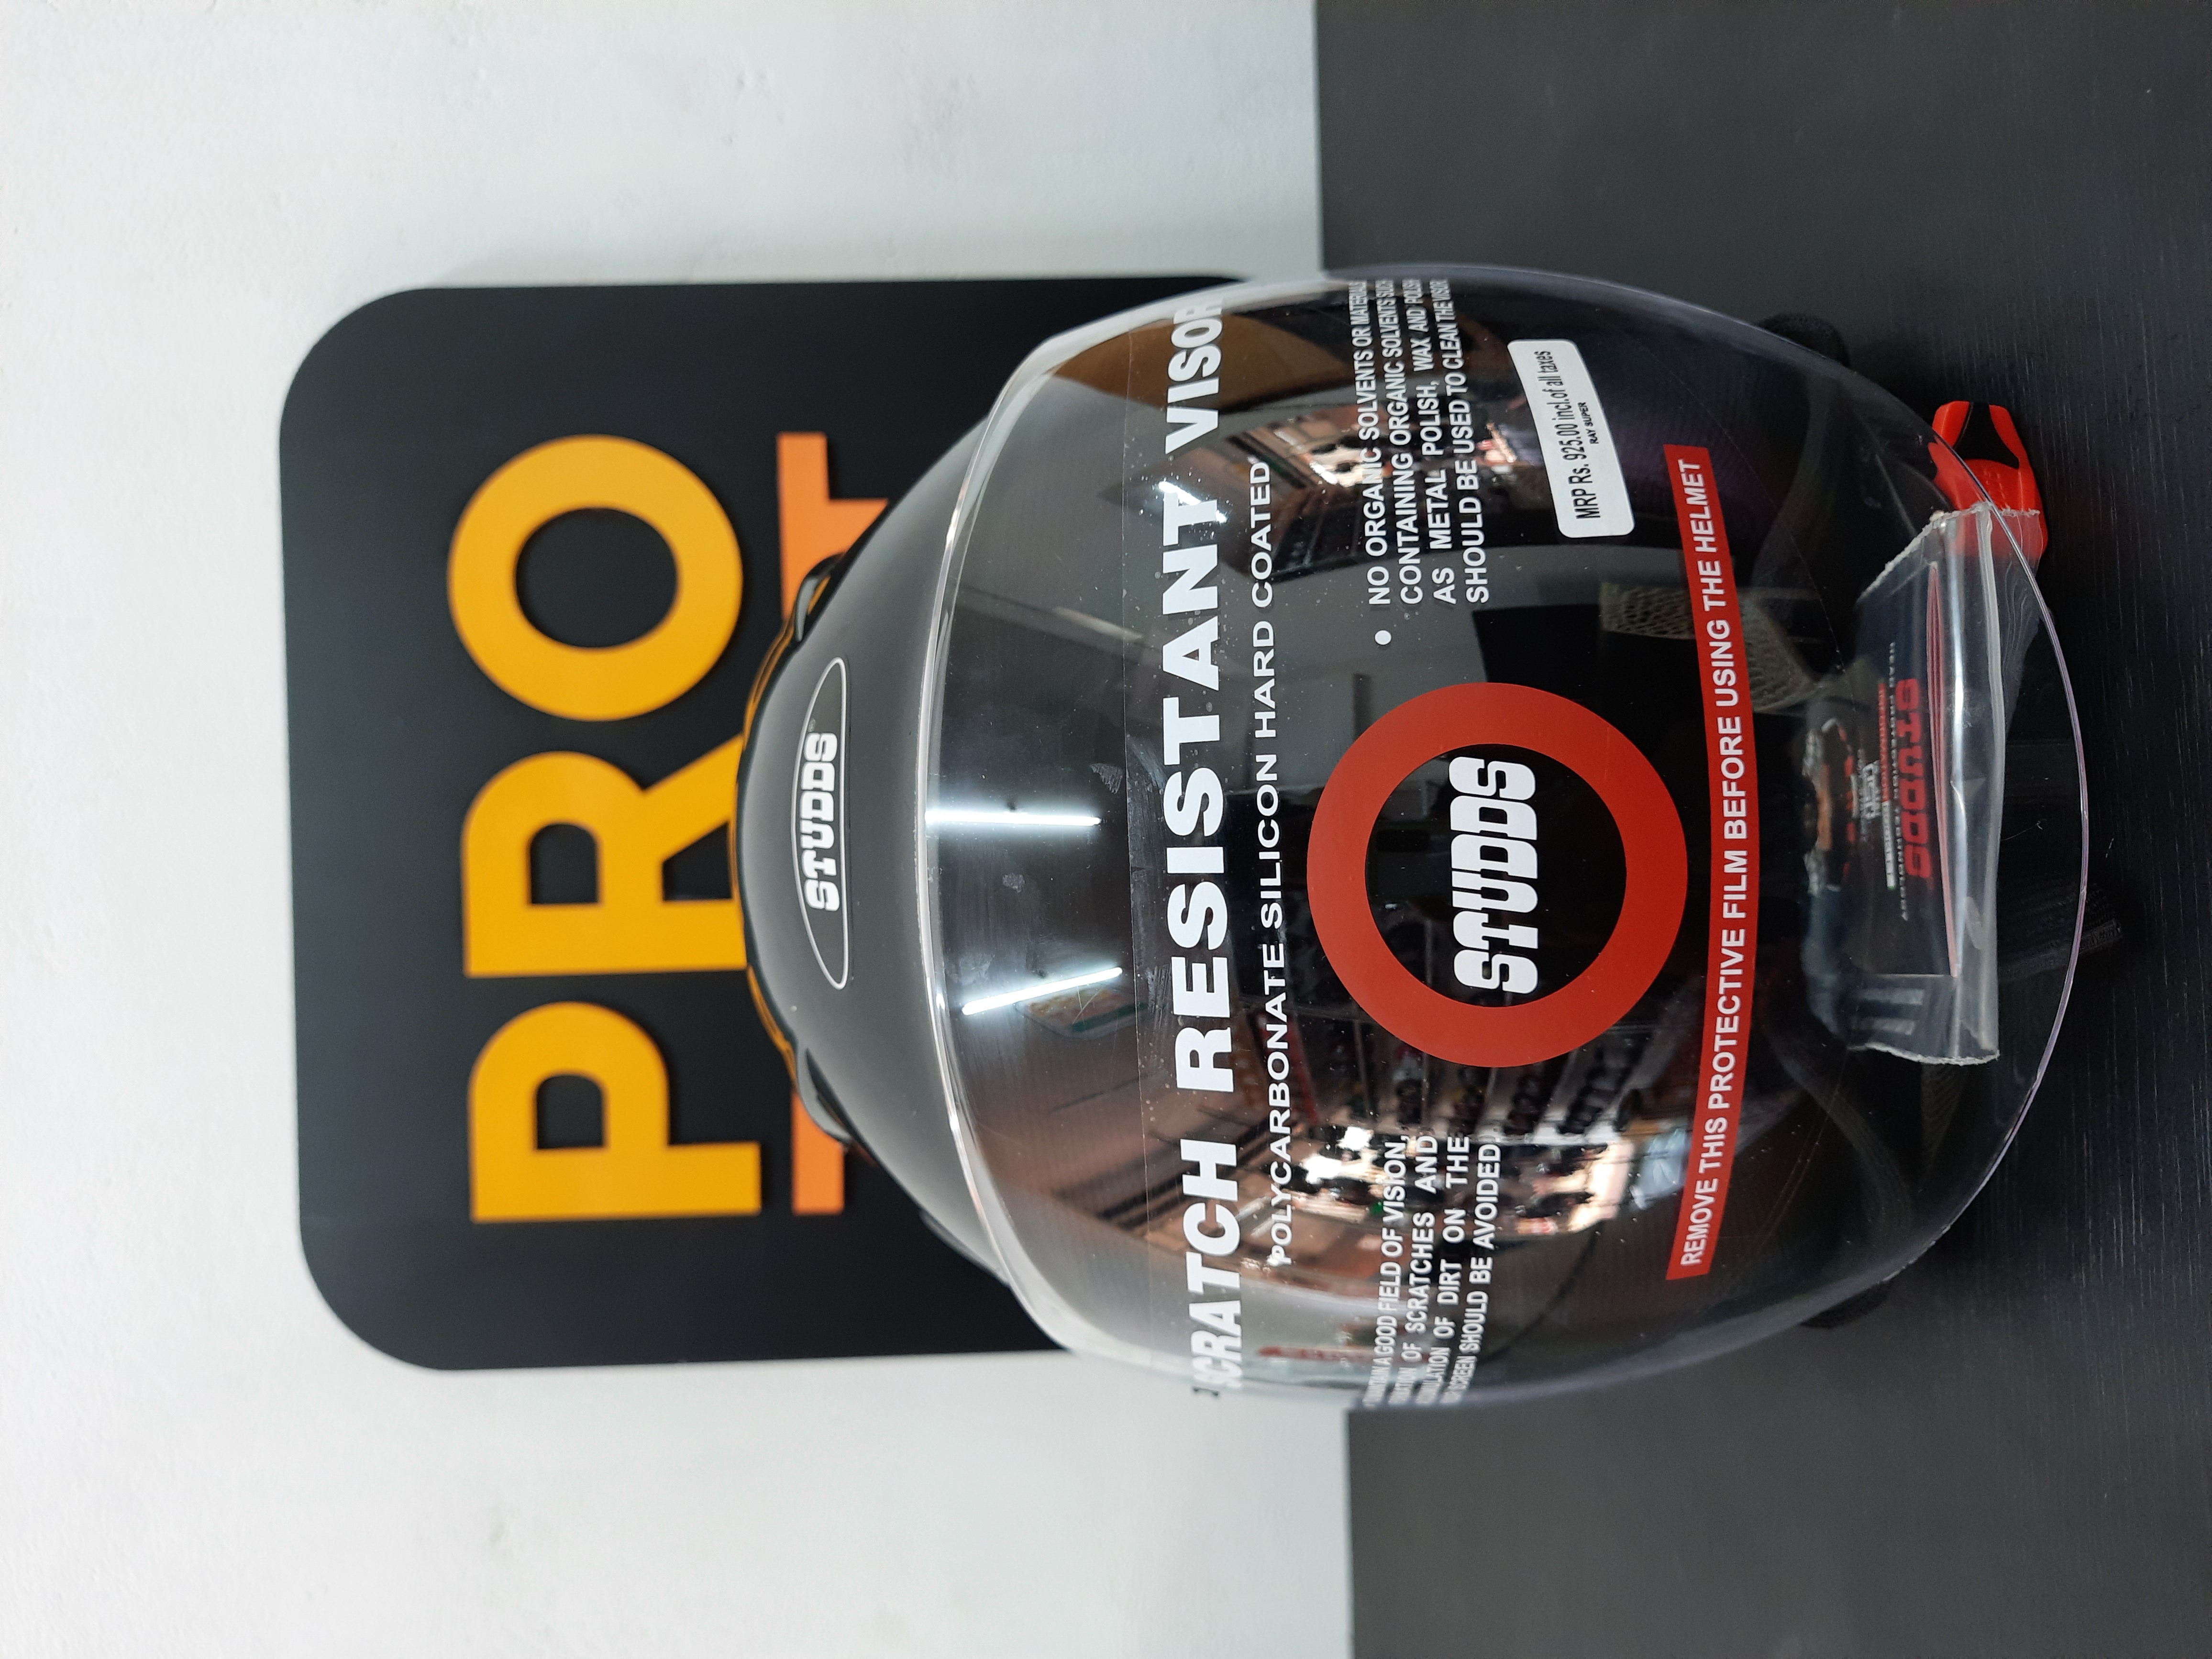 PRO
STUDDS
SCRATCH RESISTANT VISOR
POLYCARBONATE SILICON HARD COATED
A GOOD FIELD OF VISION,
OF SCRATCHES AND
OF DIRT ON THE
SCREEN SHOULD BE AVOIDED.
• NO ORGANIC SOLVENTS OR
CONTAINING ORGANIC SOLVENTS
AS METAL POLISH, WAX AND
SHOULD BE USED TO CLEAN THE VISOR
STUDDS
MRP Rs. 925.00 incl.of all taxes
RAY SUPER
REMOVE THIS PROTECTIVE FILM BEFORE USING THE HELMET
STUDDS